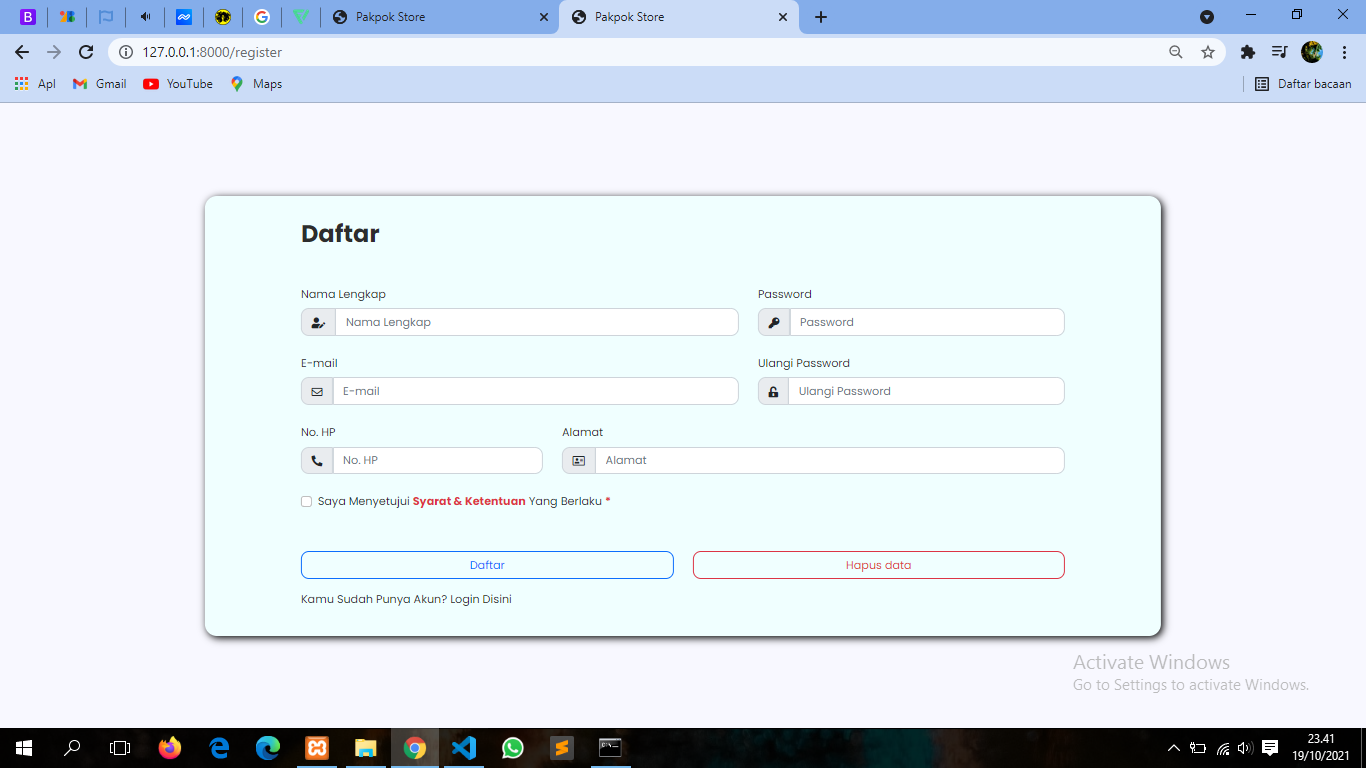 Pakpok Store
Pakpok Store
127.0.0.1:8000/register
Apl Gmail YouTube Maps Daftar bacaan
Daftar
Nama Lengkap Password
Nama Lengkap Password
E-mail Ulangi Password
E-mail Ulangi Password
No. HP Alamat
No. HP Alamat
Saya Menyetujui Syarat & Ketentuan Yang Berlaku *
Daftar Hapus data
Kamu Sudah Punya Akun? Login Disini
Activate Windows
Go to Settings to activate Windows.
23.41
19/10/2021